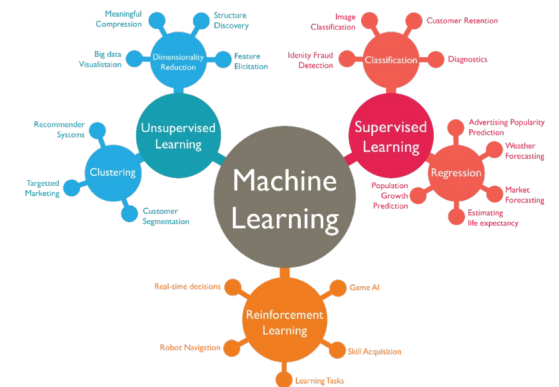 Meaningful
Compression
Structure
Discovery
Big data
Visualistaion
Dimensionality
Reduction
Feature
Elicitation
Unsupervised
Learning
Recommender
Systems
Clustering
Targetted
Marketing
Customer
Segmentation
Machine
Learning
Image
Classification
Customer Retention
Idenity Fraud
Detection
Classification
Diagnostics
Supervised
Learning
Advertising Popularity
Prediction
Weather
Forecasting
Regression
Population
Growth
Prediction
Market
Forecasting
Estimating
life expectancy
Real-time decisions
Game AI
Reinforcement
Learning
Robot Navigation
Skill Acquisition
Learning Tasks